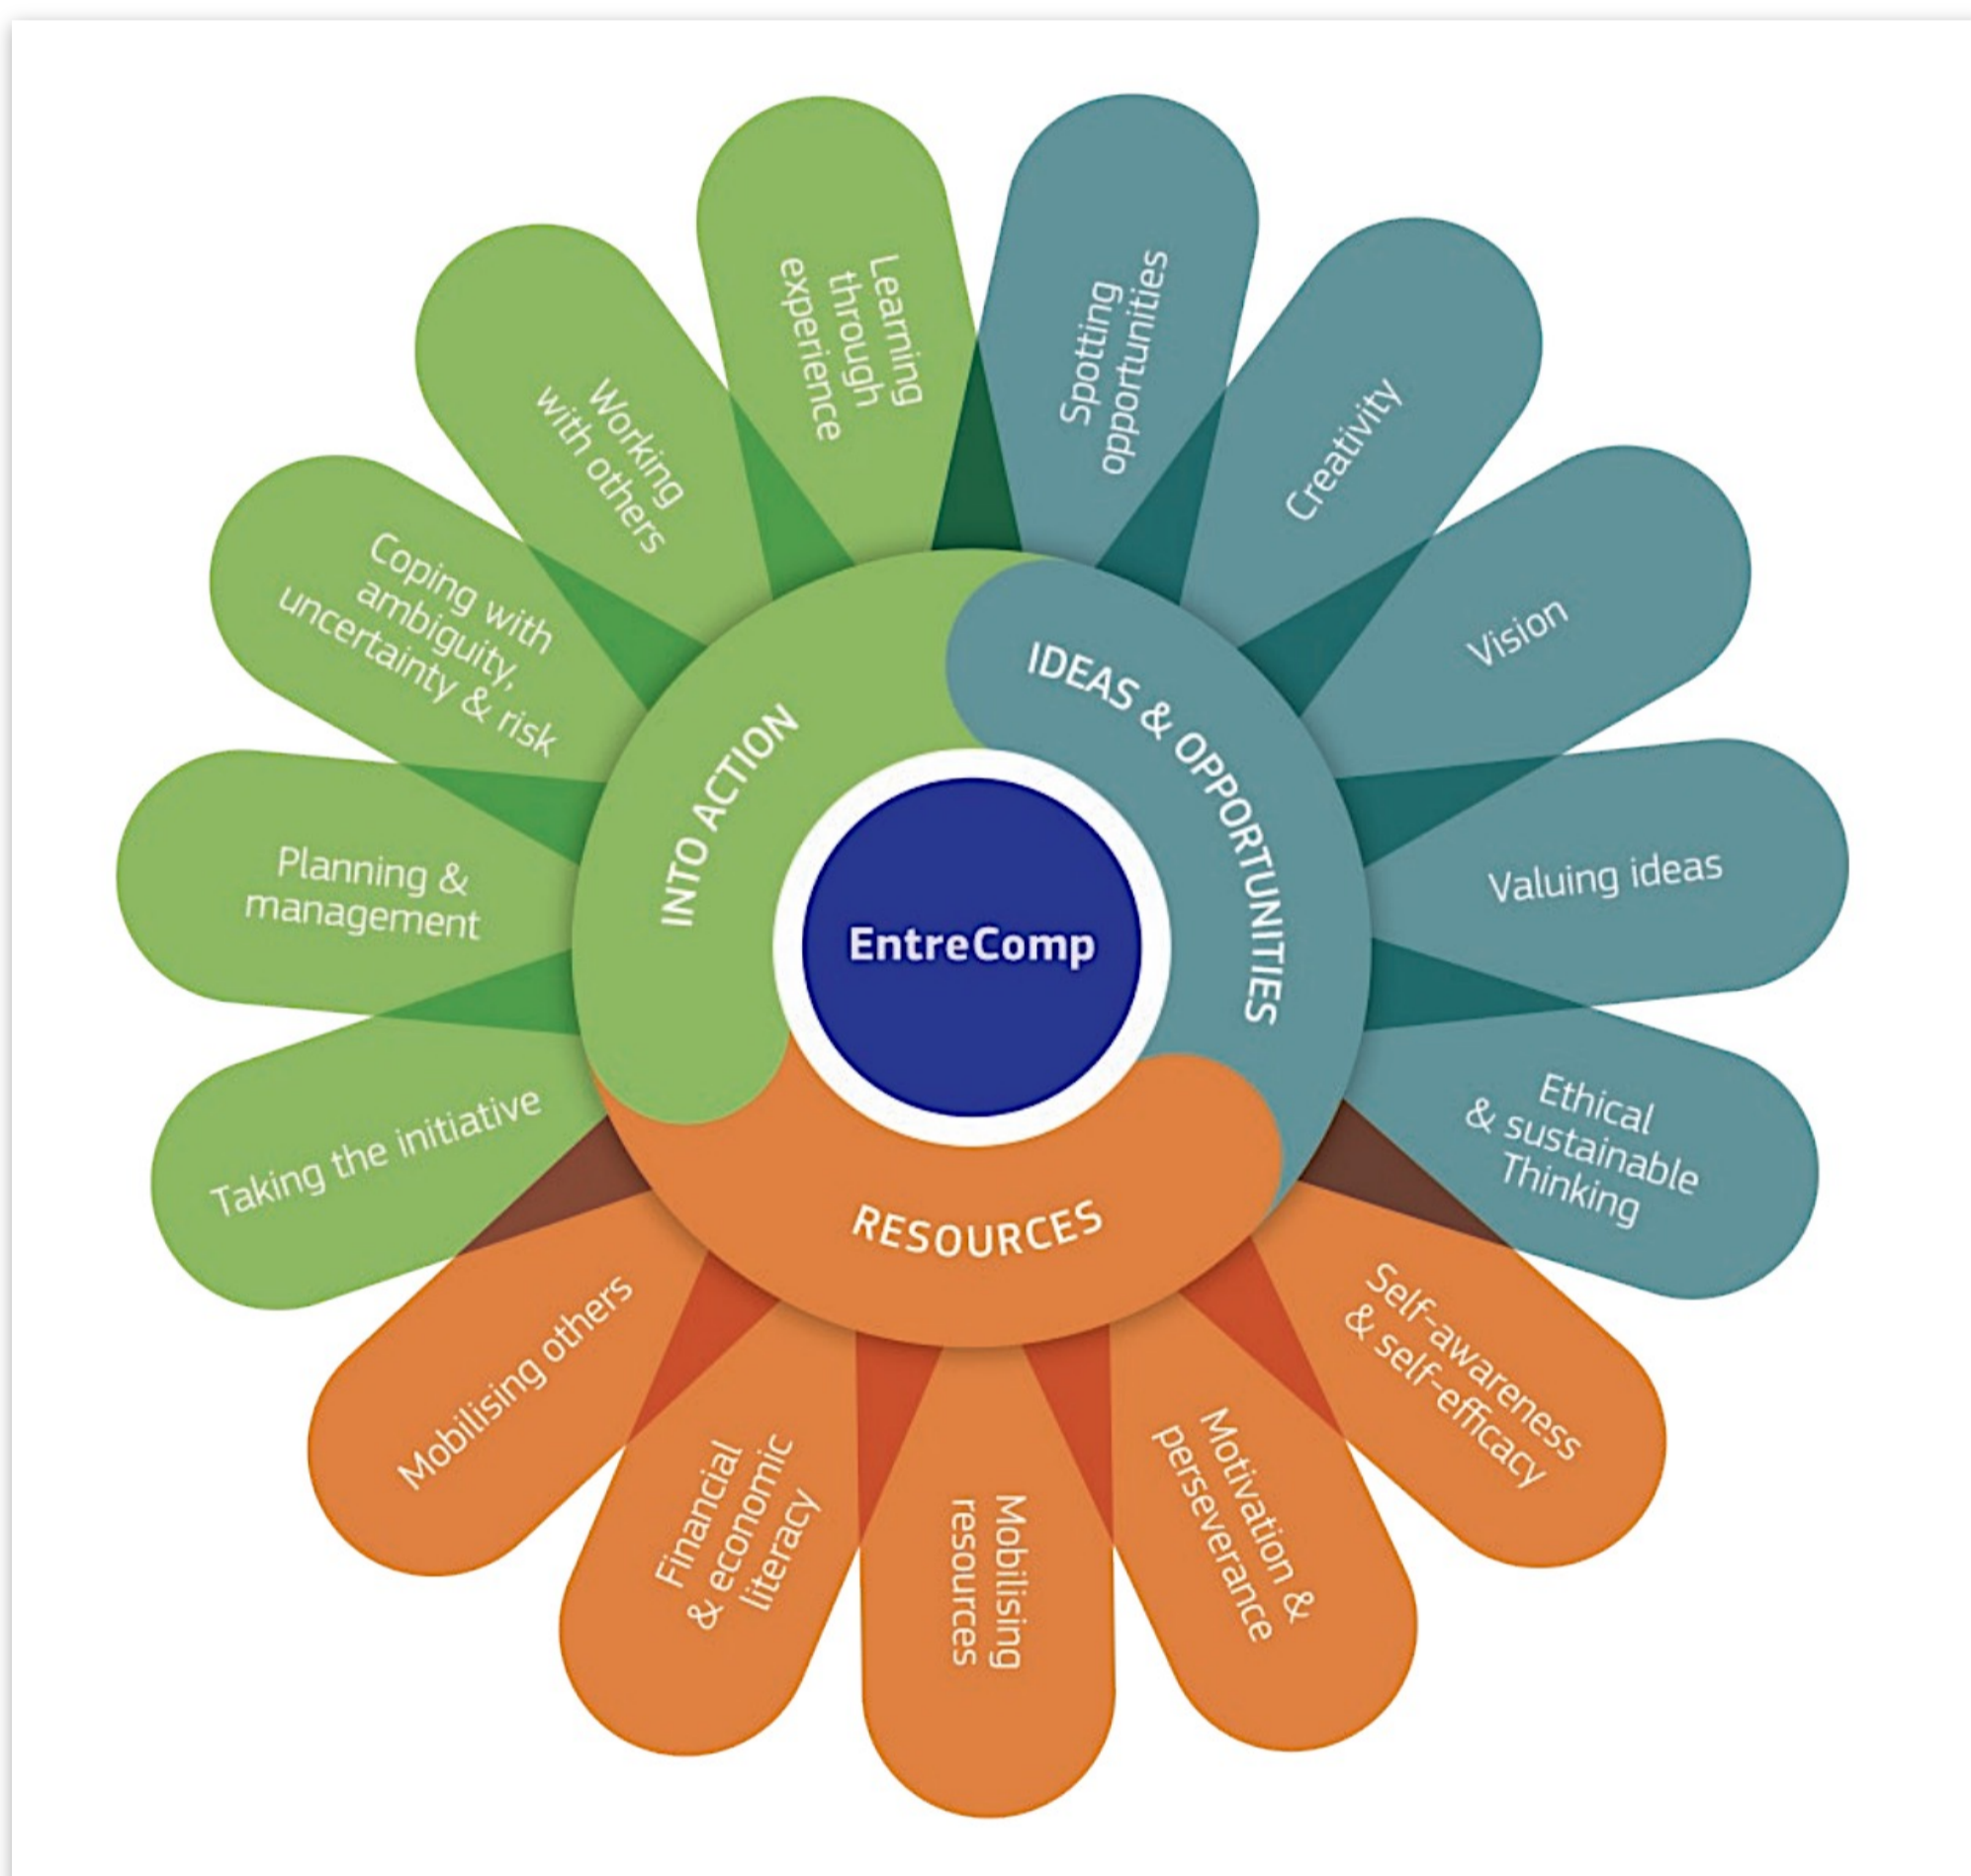 EntreComp
IDEAS & OPPORTUNITIES
RESOURCES
INTO ACTION
Spotting
opportunities
Creativity
Vision
Valuing ideas
Ethical
& sustainable
Thinking
Self-awareness
& self-efficacy
Motivation &
perseverance
Mobilising
resources
Financial
& economic
literacy
Mobilising others
Taking the initiative
Planning &
management
Coping with
ambiguity,
uncertainty & risk
Working
with others
Learning
through
experience